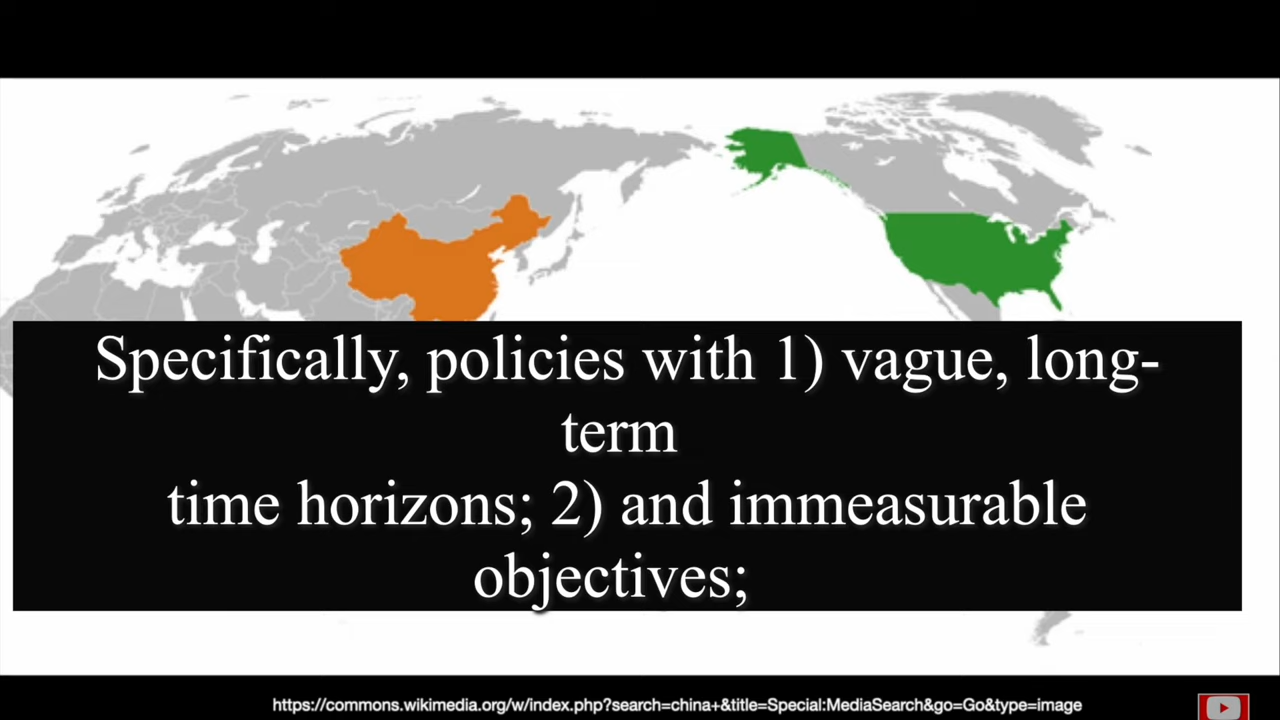 Specifically, policies with 1) vague, long-
term
time horizons; 2) and immeasurable
objectives;
https://commons.wikimedia.org/w/index.php?search=china+&title=Special:MediaSearch&go=Go&type=image